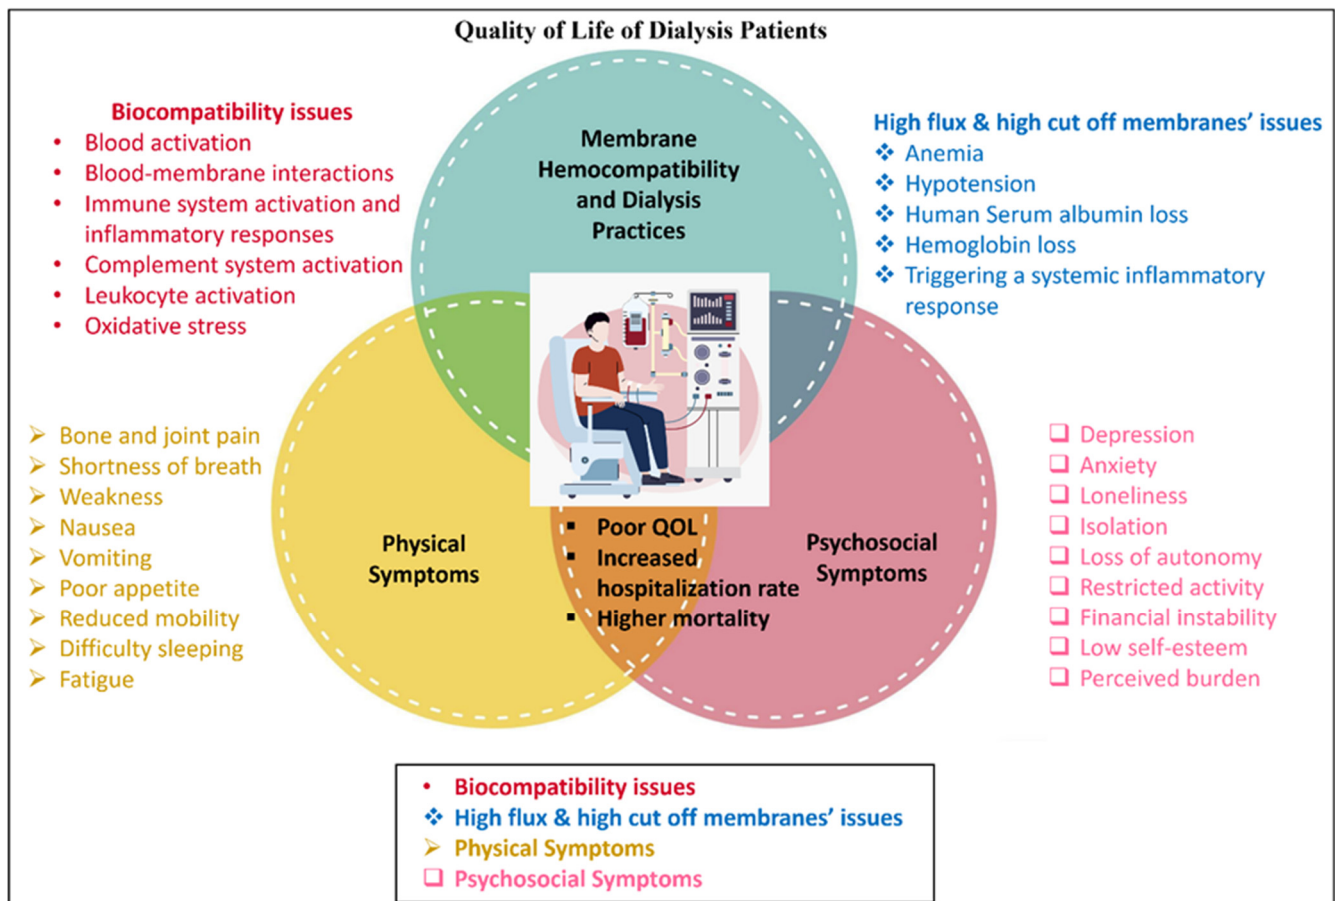 Quality of Life of Dialysis Patients
Biocompatibility issues
• Blood activation
• Blood-membrane interactions
• Immune system activation and
inflammatory responses
• Complement system activation
• Leukocyte activation
• Oxidative stress
Membrane
Hemocompatibility
and Dialysis
Practices
High flux & high cut off membranes’ issues
❖ Anemia
❖ Hypotension
❖ Human Serum albumin loss
❖ Hemoglobin loss
❖ Triggering a systemic inflammatory
response
➢ Bone and joint pain
➢ Shortness of breath
➢ Weakness
➢ Nausea
➢ Vomiting
➢ Poor appetite
➢ Reduced mobility
➢ Difficulty sleeping
➢ Fatigue
Physical
Symptoms
▪ Poor QOL
▪ Increased
hospitalization rate
▪ Higher mortality
Psychosocial
Symptoms
❑ Depression
❑ Anxiety
❑ Loneliness
❑ Isolation
❑ Loss of autonomy
❑ Restricted activity
❑ Financial instability
❑ Low self-esteem
❑ Perceived burden
• Biocompatibility issues
❖ High flux & high cut off membranes’ issues
➢ Physical Symptoms
❑ Psychosocial Symptoms